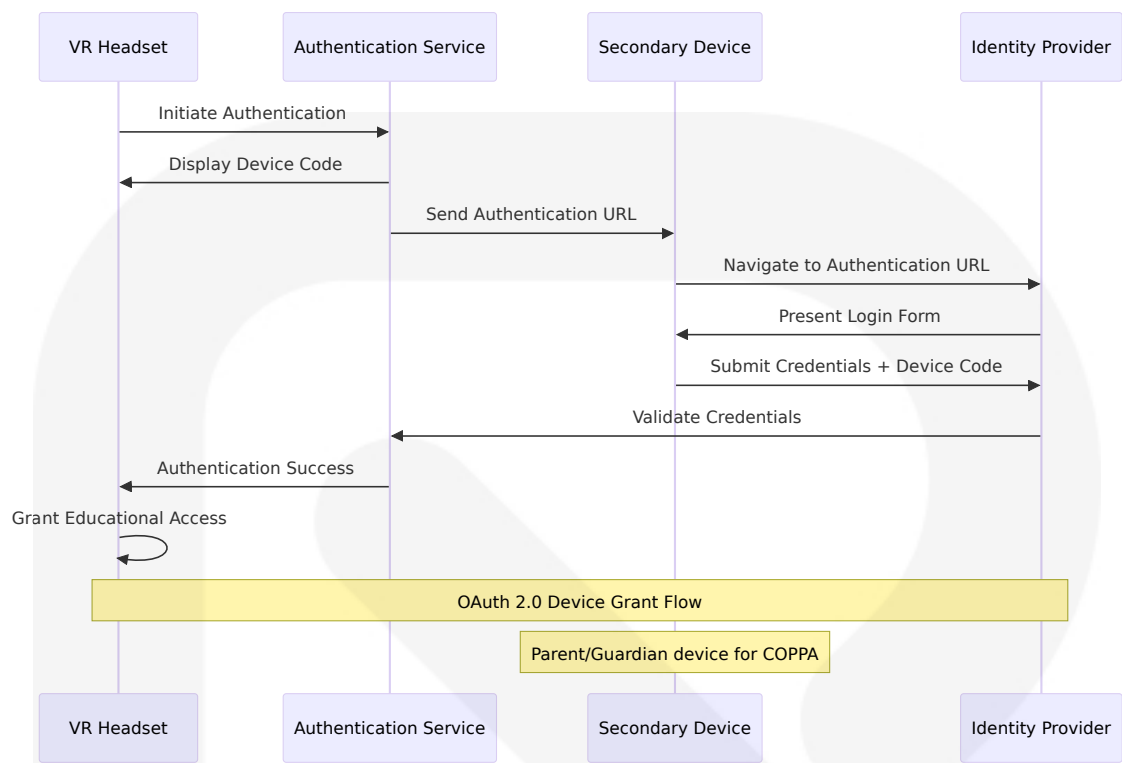 VR Headset
Authentication Service
Secondary Device
Identity Provider
Initiate Authentication
Display Device Code
Send Authentication URL
Navigate to Authentication URL
Present Login Form
Submit Credentials + Device Code
Validate Credentials
Authentication Success
Grant Educational Access
OAuth 2.0 Device Grant Flow
Parent/Guardian device for COPPA
VR Headset
Authentication Service
Secondary Device
Identity Provider